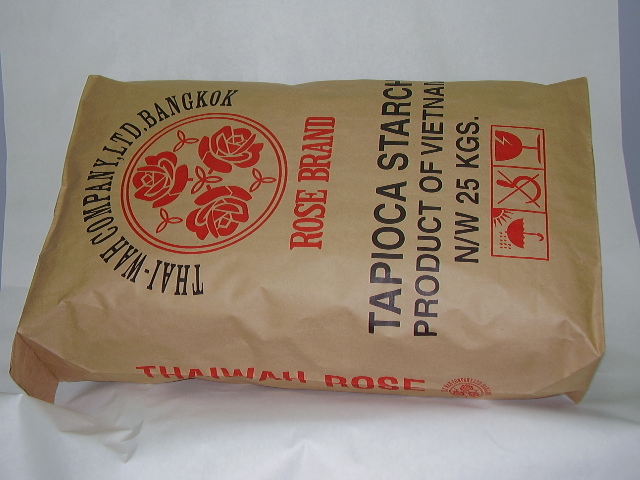 THAI-WAH COMPANY, LTD. BANGKOK
ROSE BRAND
TAPIOCA STARCH
PRODUCT OF VIETNAM
N/W 25 KGS.
THAIWAH ROSE